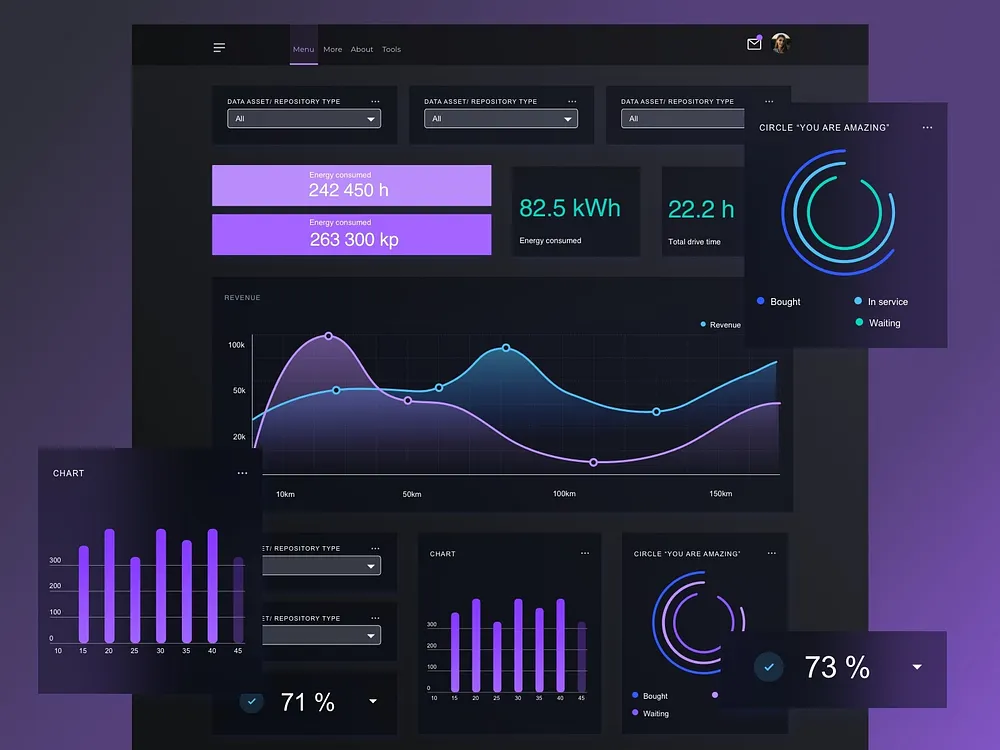 Menu More About Tools
DATA ASSET/ REPOSITORY TYPE
All
DATA ASSET/ REPOSITORY TYPE
All
DATA ASSET/ REPOSITORY TYPE
All
CIRCLE “YOU ARE AMAZING”
Bought
In service
Waiting
Energy consumed
242 450 h
Energy consumed
263 300 kp
82.5 kWh
Energy consumed
22.2 h
Total drive time
REVENUE
Revenue
100k
50k
20k
10km 50km 100km 150km
CHART
300
200
100
0
10 15 20 25 30 35 40 45
ET/ REPOSITORY TYPE
ET/ REPOSITORY TYPE
71 %
CHART
300
200
100
0
10 15 20 25 30 35 40 45
CIRCLE “YOU ARE AMAZING”
Bought
Waiting
73 %